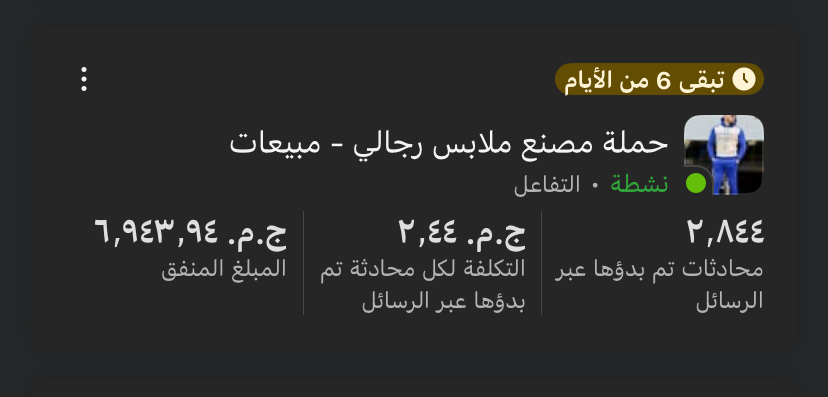 تبقى 6 من الأيام
حملة مصنع ملابس رجالي - مبيعات
نشطة • التفاعل
٢,٨٤٤
محادثات تم بدؤها عبر
الرسائل
ج.م. ٢,٤٤
التكلفة لكل محادثة تم
بدؤها عبر الرسائل
ج.م. ٦,٩٤٣,٩٤
المبلغ المنفق